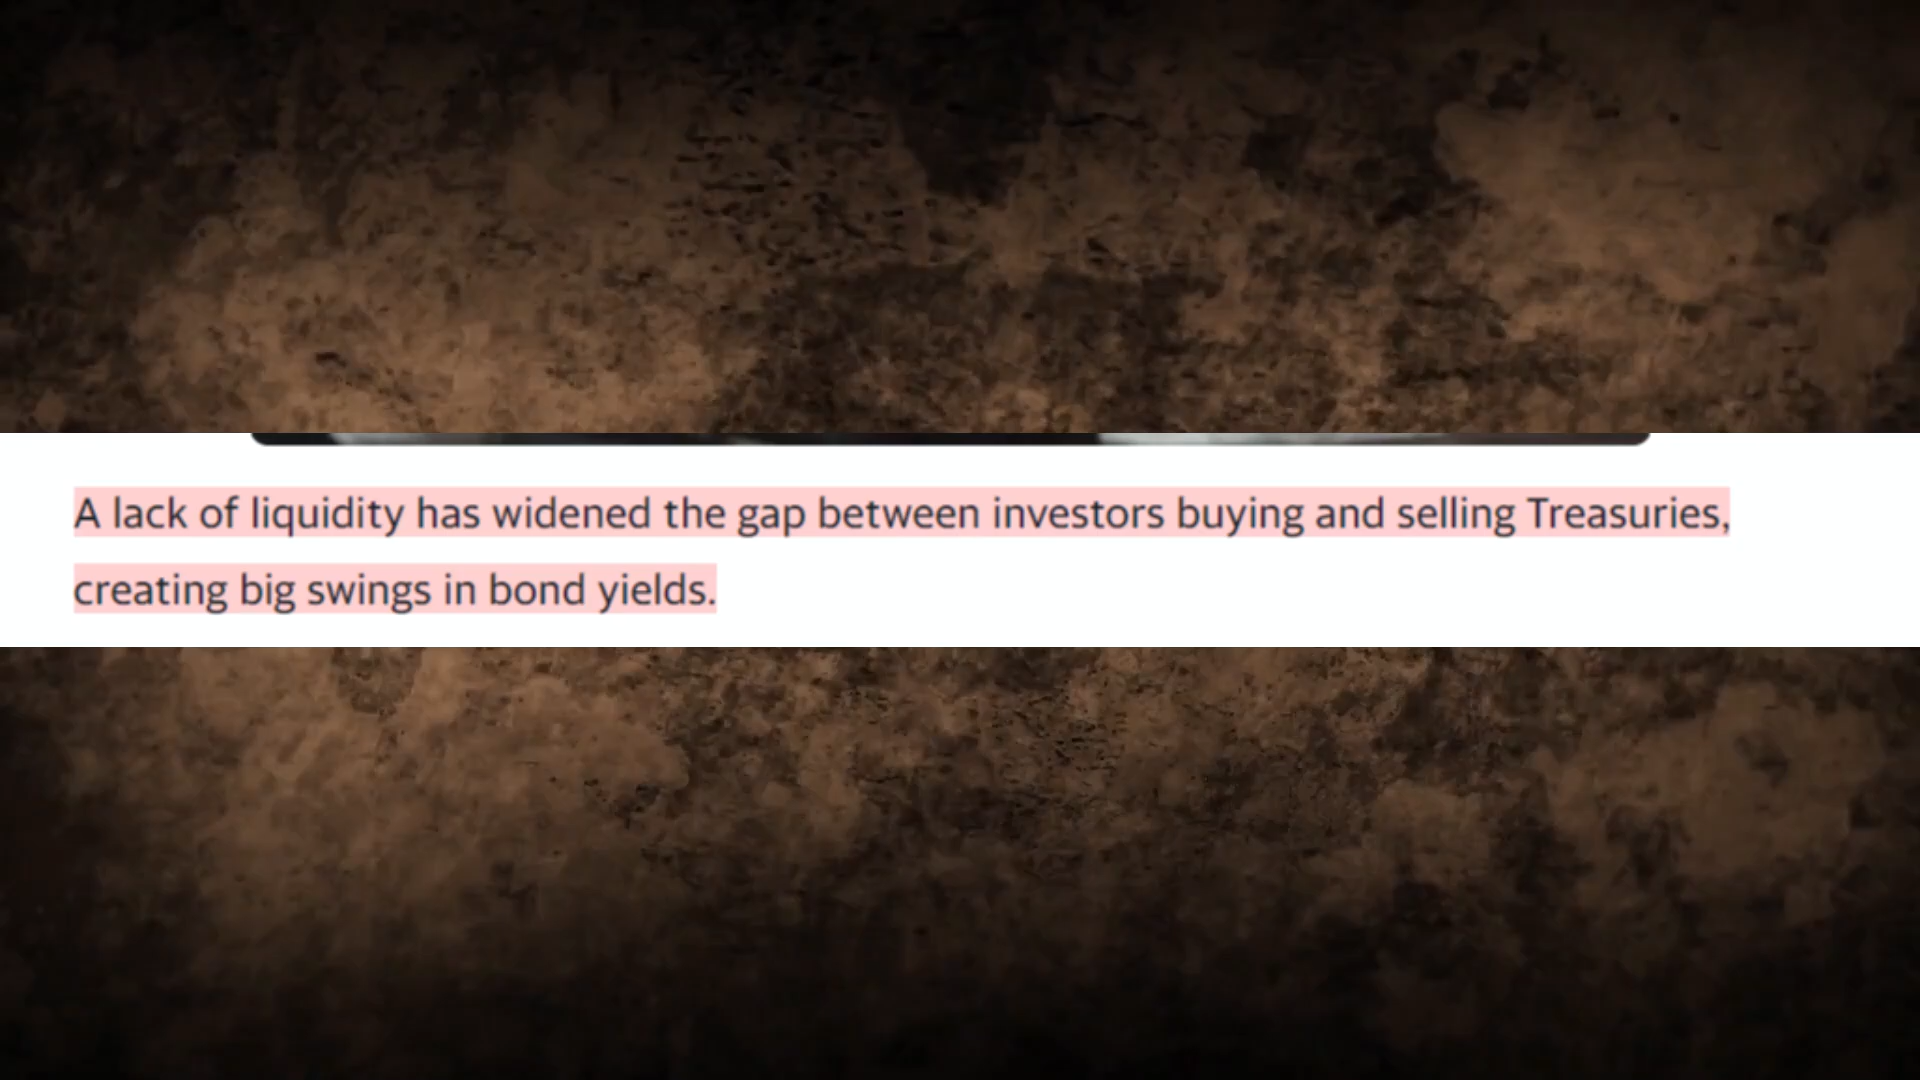 A lack of liquidity has widened the gap between investors buying and selling Treasuries,
creating big swings in bond yields.